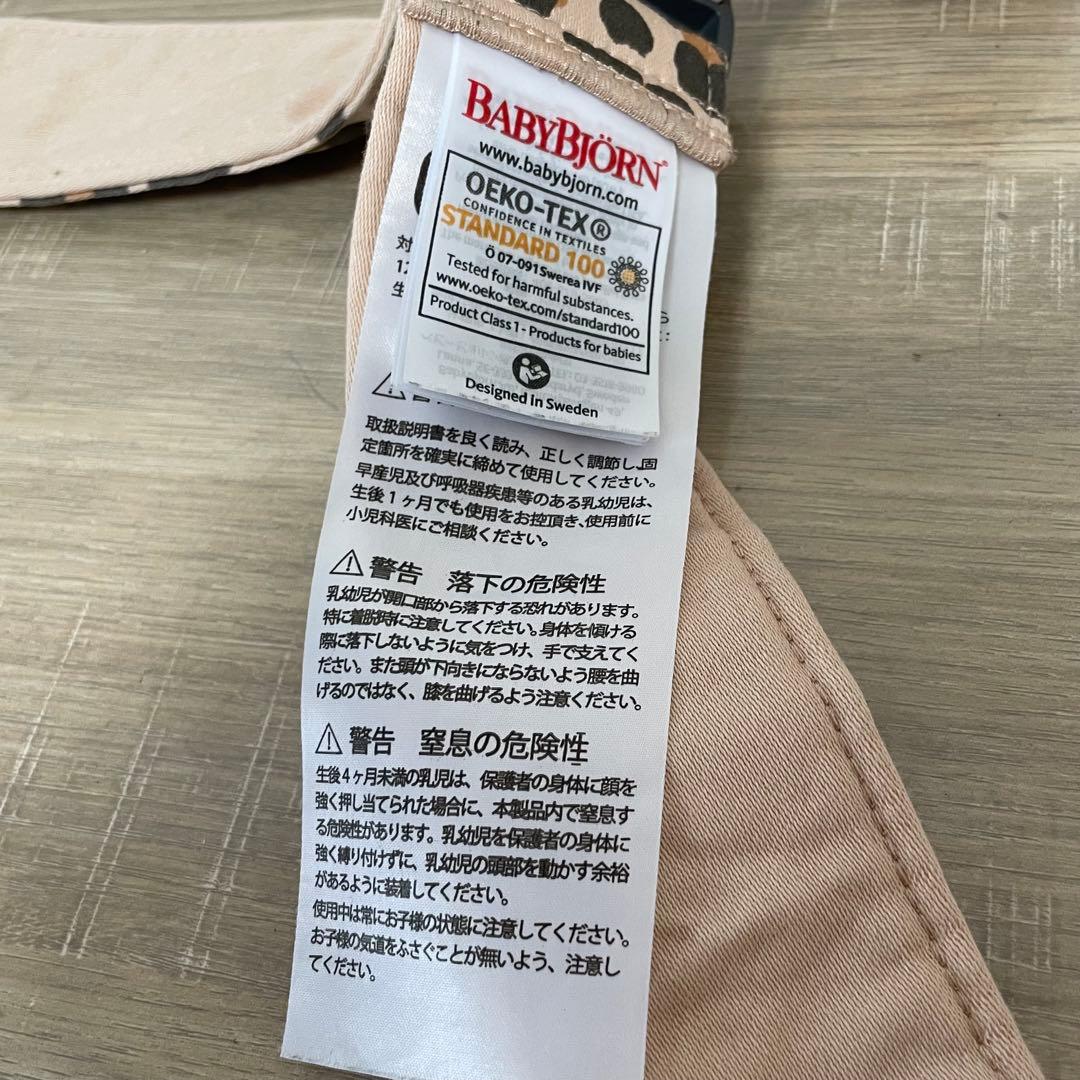 BABYBJÖRN®
www.babybjorn.com
OEKO-TEX®
CONFIDENCE IN TEXTILES
STANDARD 100
Ö 07-091 Swerea IVF
Tested for harmful substances.
www.oeko-tex.com/standard100
Product Class 1 - Products for babies
Designed in Sweden
対
生
取扱説明書を良く読み、正しく調節し、固
定箇所を確実に締めて使用してください。
早産児及び呼吸器疾患等のある乳幼児は、
生後1ヶ月でも使用をお控頂き、使用前に
小児科医にご相談ください。
警告 落下の危険性
乳幼児が開口部から落下する恐れがあります。
特に着脱時に注意してください。身体を傾ける
際に落下しないように気をつけ、手で支えてく
ださい。また頭が下向きにならないよう腰を曲
げるのではなく、膝を曲げるよう注意ください。
警告 窒息の危険性
生後4ヶ月未満の乳児は、保護者の身体に顔を
強く押し当てられた場合に、本製品内で窒息す
る危険性があります。乳幼児を保護者の身体に
強く縛り付けずに、乳幼児の頭部を動かす余裕
があるように装着してください。
使用中は常にお子様の状態に注意してください。
お子様の気道をふさぐことが無いよう、注意し
てください。